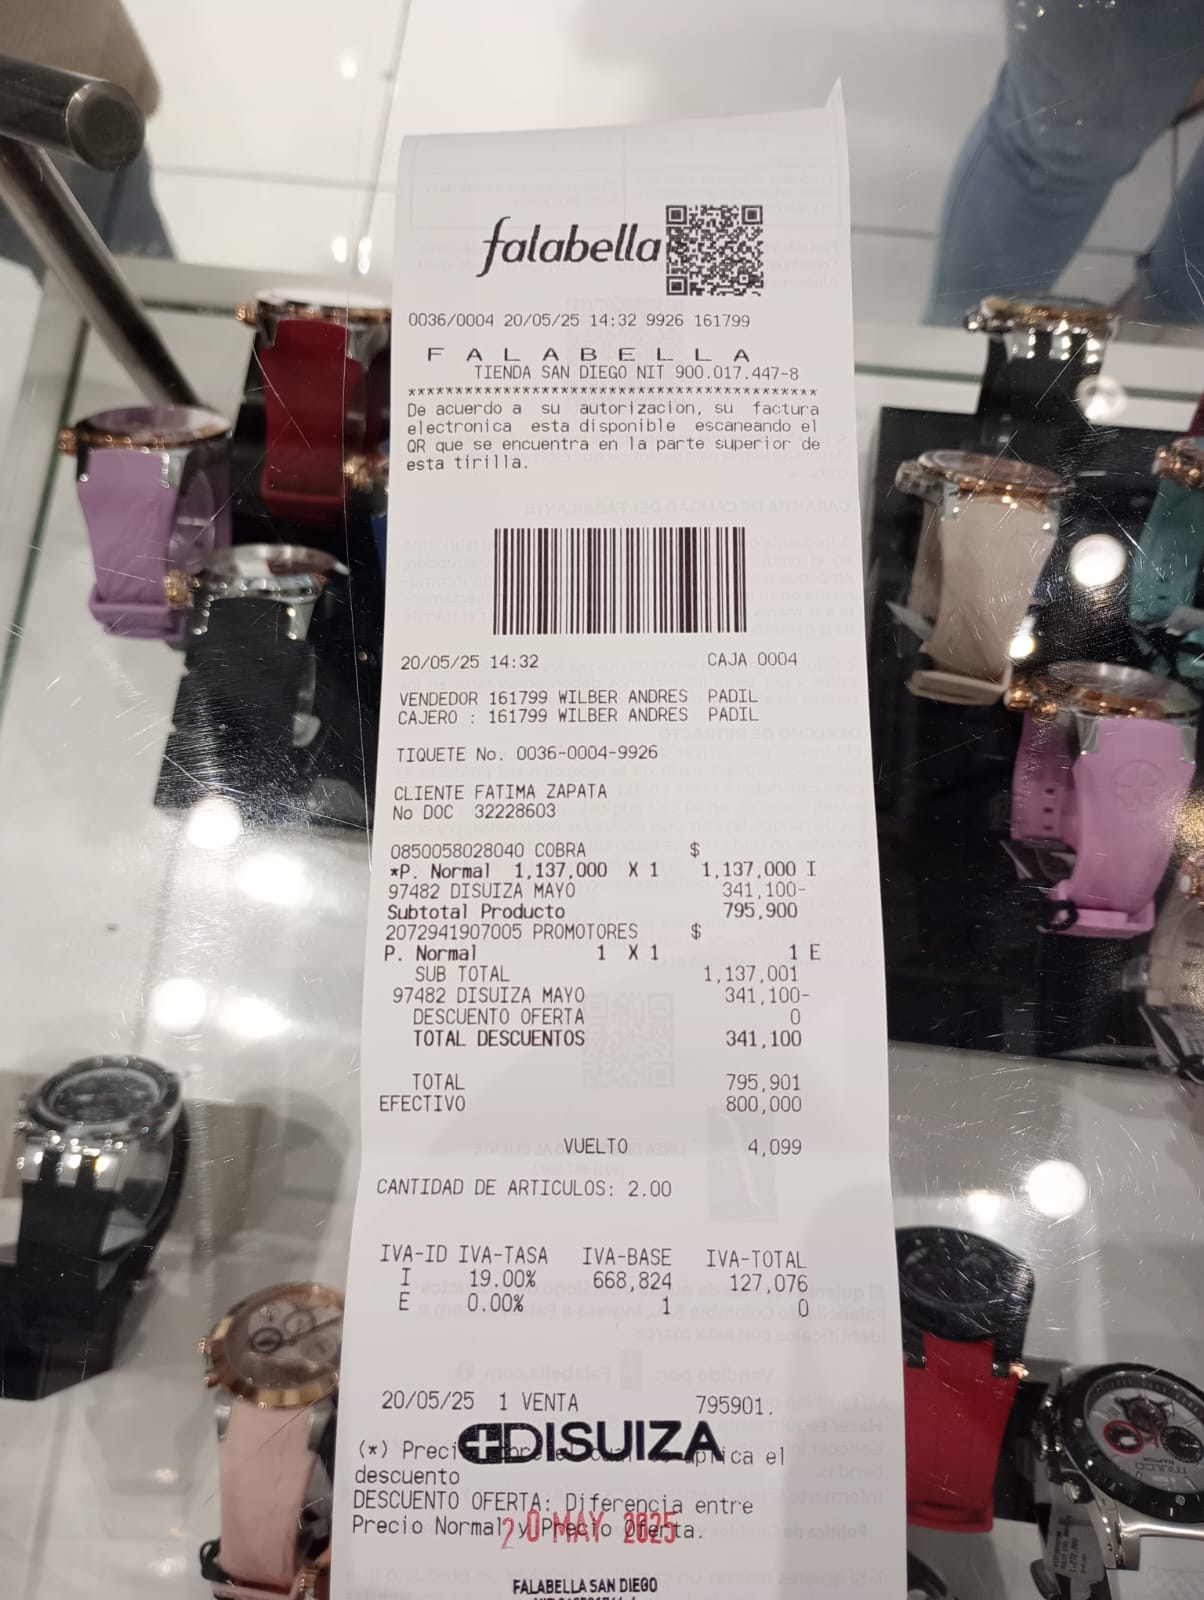 falabella
0036/0004 20/05/25 14:32 9926 161799
F A L A B E L L A
TIENDA SAN DIEGO NIT 900.017.447-8
****************************************************
De acuerdo a su autorizacion, su factura
electronica esta disponible escaneando el
QR que se encuentra en la parte superior de
esta tirilla.
20/05/25 14:32 CAJA 0004
VENDEDOR 161799 WILBER ANDRES PADIL
CAJERO : 161799 WILBER ANDRES PADIL
TIQUETE No. 0036-0004-9926
CLIENTE FATIMA ZAPATA
No DOC 32228603
0850058028040 COBRA $
*P. Normal 1,137,000 X 1 1,137,000 I
97482 DISUIZA MAYO 341,100-
Subtotal Producto 795,900
2072941907005 PROMOTORES $
P. Normal 1 X 1 1 E
SUB TOTAL 1,137,001
97482 DISUIZA MAYO 341,100-
DESCUENTO OFERTA 0
TOTAL DESCUENTOS 341,100
TOTAL 795,901
EFECTIVO 800,000
VUELTO 4,099
CANTIDAD DE ARTICULOS: 2.00
IVA-ID IVA-TASA IVA-BASE IVA-TOTAL
I 19.00% 668,824 127,076
E 0.00% 1 0
20/05/25 1 VENTA 795901.
DISUIZA
(*) Preci el
descuento
DESCUENTO OFERTA: Diferencia entre
Precio Normal y Precio Oferta.
20 MAY 2025
FALABELLA SAN DIEGO